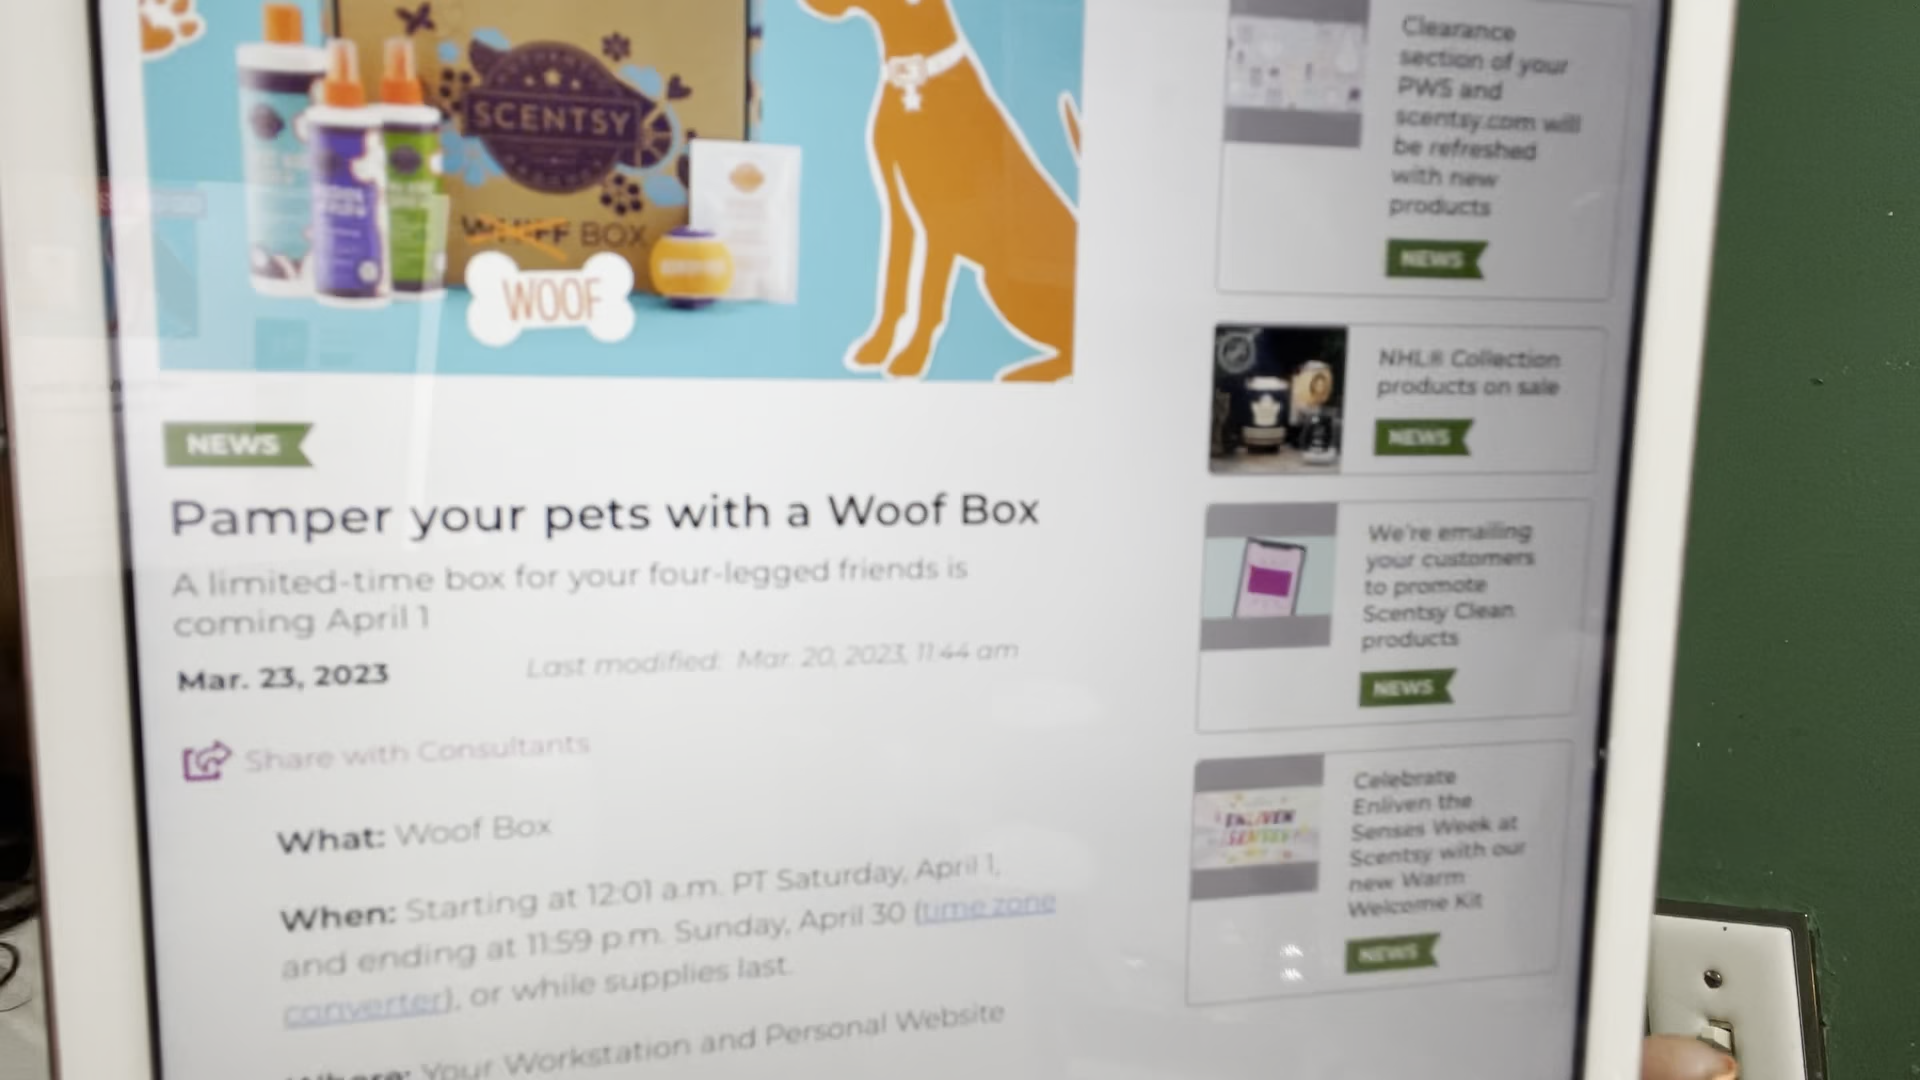 SCENTSY
WHIFF BOX
WOOF
NEWS
Pamper your pets with a Woof Box
A limited-time box for your four-legged friends is
coming April 1
Mar. 23, 2023
Last modified: Mar. 20, 2023, 11:44 am
Share with Consultants
What: Woof Box
When: Starting at 12:01 a.m. PT Saturday, April 1,
and ending at 11:59 p.m. Sunday, April 30 (time zone
converter), or while supplies last.
Where: Your Workstation and Personal Website
Clearance
section of your
PWS and
scentsy.com will
be refreshed
with new
products
NEWS
NHL® Collection
products on sale
NEWS
We're emailing
your customers
to promote
Scentsy Clean
products
NEWS
ENLIVEN
SENSES
Celebrate
Enliven the
Senses Week at
Scentsy with our
new Warm
Welcome Kit
NEWS